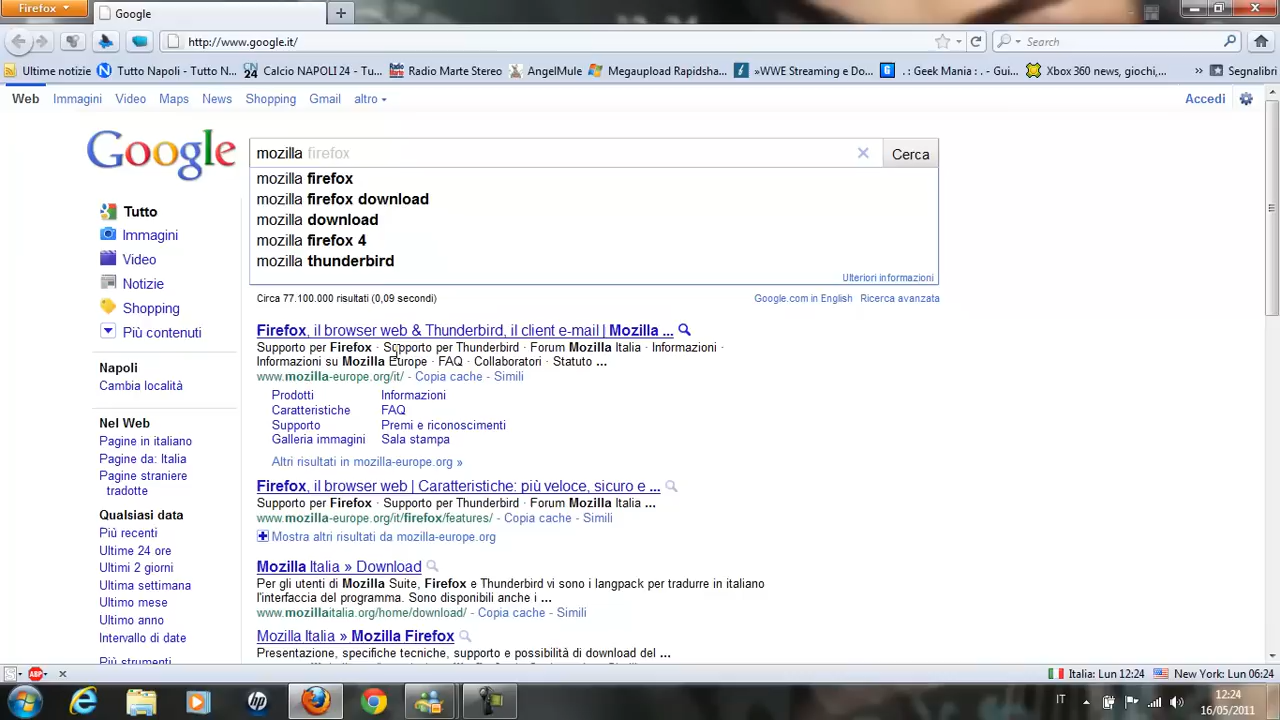 Firefox
Google
http://www.google.it/
Search
Ultime notizie
Tutto Napoli - Tutto N...
Calcio NAPOLI 24 - Tu...
Radio Marte Stereo
AngelMule
Megaupload Rapidsha...
»WWE Streaming e Do...
.: Geek Mania : . - Gui...
Xbox 360 news, giochi,...
»
Segnalibri
Web Immagini Video Maps News Shopping Gmail altro
Accedi
Google
mozilla firefox
Cerca
mozilla firefox
mozilla firefox download
mozilla download
mozilla firefox 4
mozilla thunderbird
Ulteriori informazioni
Circa 77.100.000 risultati (0,09 secondi)
Google.com in English Ricerca avanzata
Tutto
Immagini
Video
Notizie
Shopping
Più contenuti
Napoli
Cambia località
Nel Web
Pagine in italiano
Pagine da: Italia
Pagine straniere
tradotte
Qualsiasi data
Più recenti
Ultime 24 ore
Ultimi 2 giorni
Ultima settimana
Ultimo mese
Ultimo anno
Intervallo di date
Più strumenti
Firefox, il browser web & Thunderbird, il client e-mail | Mozilla ...
Supporto per Firefox · Supporto per Thunderbird · Forum Mozilla Italia · Informazioni ·
Informazioni su Mozilla Europe · FAQ · Collaboratori · Statuto ...
www.mozilla-europe.org/it/ - Copia cache - Simili
Prodotti Informazioni
Caratteristiche FAQ
Supporto Premi e riconoscimenti
Galleria immagini Sala stampa
Altri risultati in mozilla-europe.org »
Firefox, il browser web | Caratteristiche: più veloce, sicuro e ...
Supporto per Firefox · Supporto per Thunderbird · Forum Mozilla Italia ...
www.mozilla-europe.org/it/firefox/features/ - Copia cache - Simili
Mostra altri risultati da mozilla-europe.org
Mozilla Italia » Download
Per gli utenti di Mozilla Suite, Firefox e Thunderbird vi sono i langpack per tradurre in italiano
l'interfaccia del programma. Sono disponibili anche i ...
www.mozillaitalia.org/home/download/ - Copia cache - Simili
Mozilla Italia » Mozilla Firefox
Presentazione, specifiche tecniche, supporto e possibilità di download del ...
ABP
Italia: Lun 12:24
New York: Lun 06:24
hp
IT
12:24
16/05/2011